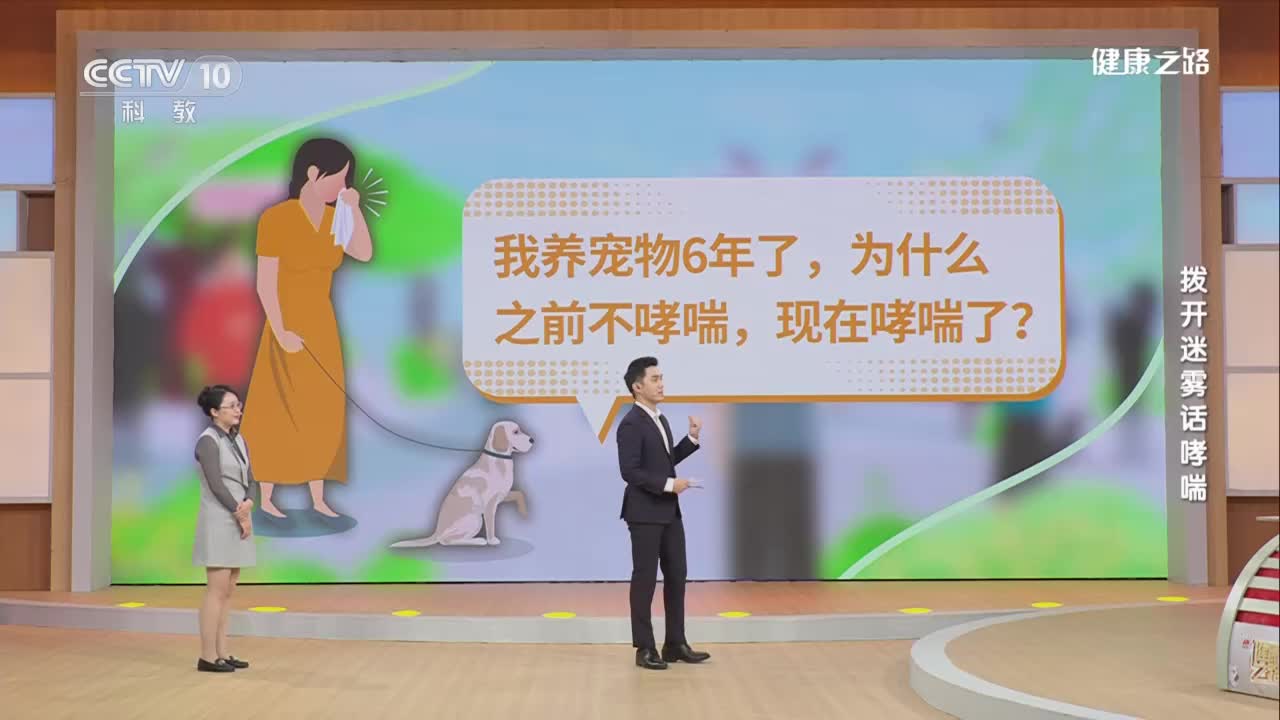 CCTV 10
科教
健康之路
我养宠物6年了，为什么
之前不哮喘，现在哮喘了？
拨开迷雾话哮喘